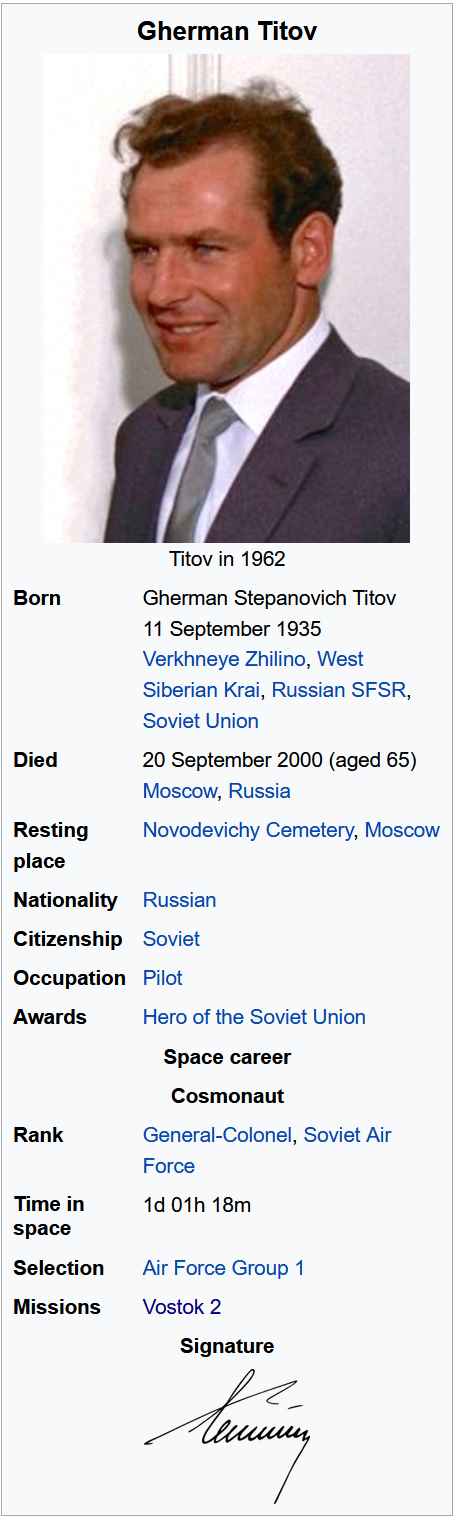 Gherman Titov
Titov in 1962
Born Gherman Stepanovich Titov
11 September 1935
Verkhneye Zhilino, West
Siberian Krai, Russian SFSR,
Soviet Union
Died 20 September 2000 (aged 65)
Moscow, Russia
Resting place Novodevichy Cemetery, Moscow
Nationality Russian
Citizenship Soviet
Occupation Pilot
Awards Hero of the Soviet Union
Space career
Cosmonaut
Rank General-Colonel, Soviet Air
Force
Time in space 1d 01h 18m
Selection Air Force Group 1
Missions Vostok 2
Signature